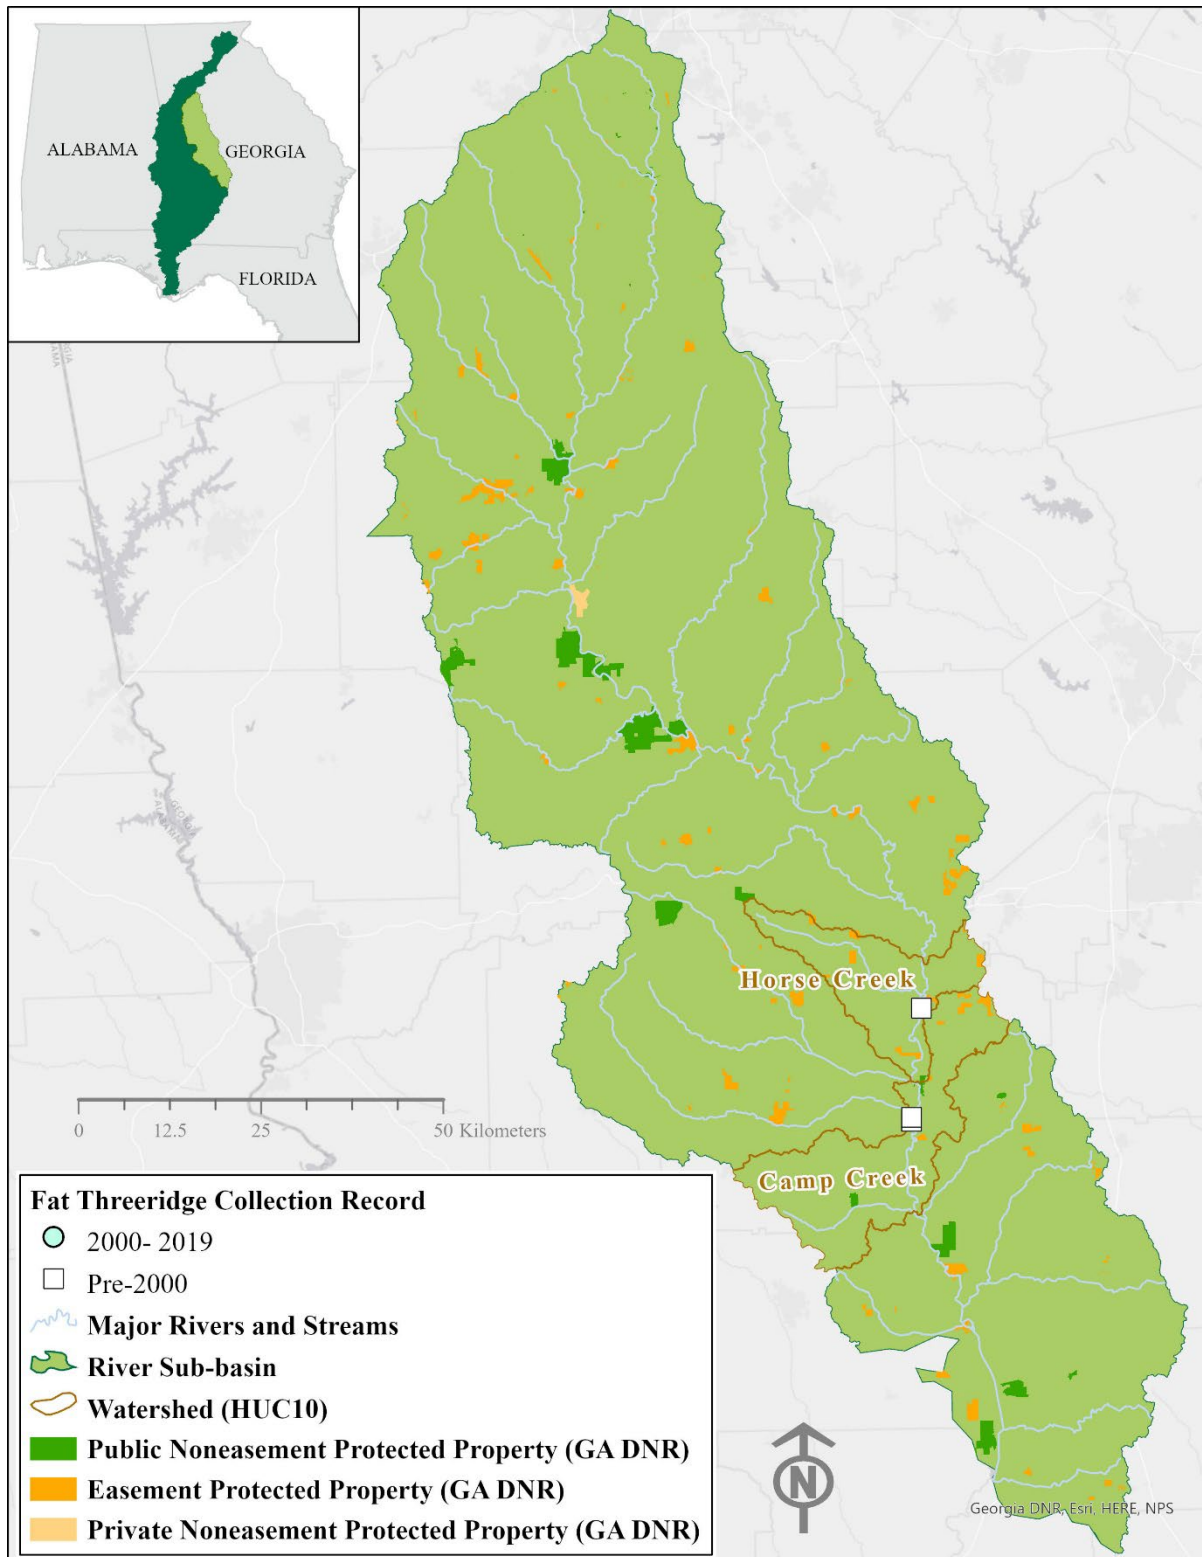 ALABAMA
GEORGIA
FLORIDA
GEORGIA
ALABAMA
Horse Creek
Camp Creek
0 12.5 25 50 Kilometers
Fat Threeridge Collection Record
2000- 2019
Pre-2000
Major Rivers and Streams
River Sub-basin
Watershed (HUC10)
Public Noneasement Protected Property (GA DNR)
Easement Protected Property (GA DNR)
Private Noneasement Protected Property (GA DNR)
N
Georgia DNR, Esri, HERE, NPS